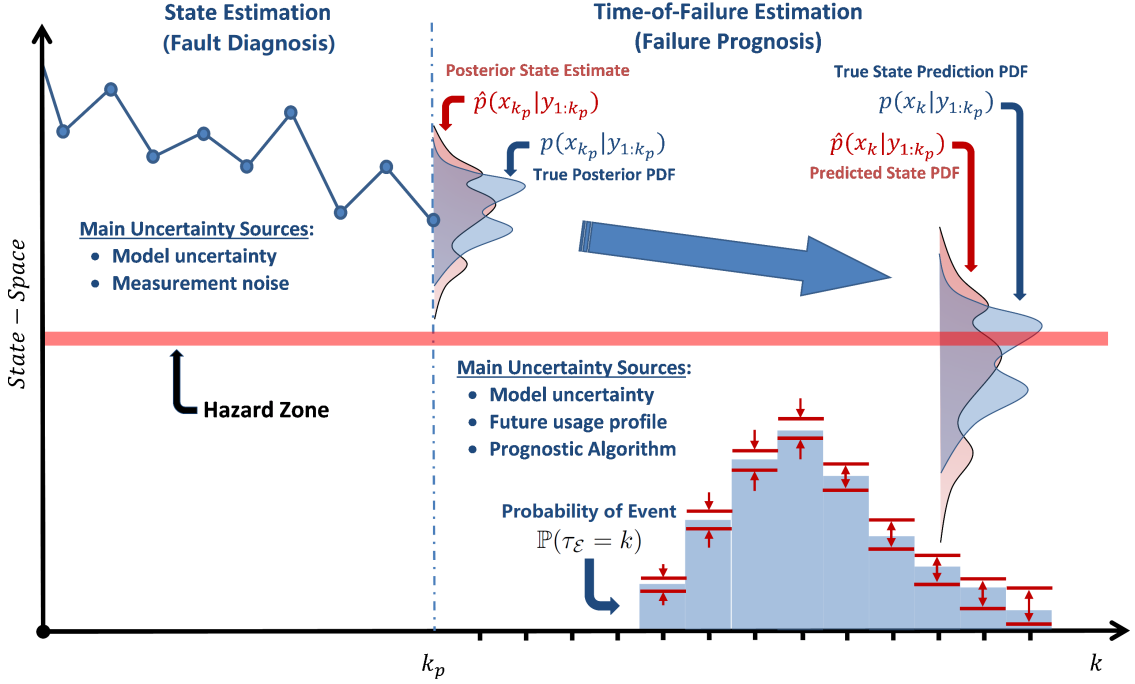 State Estimation
(Fault Diagnosis)
Time-of-Failure Estimation
(Failure Prognosis)
Posterior State Estimate
p̂(x_{k_p}|y_{1:k_p})
p(x_{k_p}|y_{1:k_p})
True Posterior PDF
True State Prediction PDF
p(x_k|y_{1:k_p})
p̂(x_k|y_{1:k_p})
Predicted State PDF
Main Uncertainty Sources:
• Model uncertainty
• Measurement noise
State − Space
Hazard Zone
Main Uncertainty Sources:
• Model uncertainty
• Future usage profile
• Prognostic Algorithm
Probability of Event
ℙ(τ_ℰ = k)
k_p
k